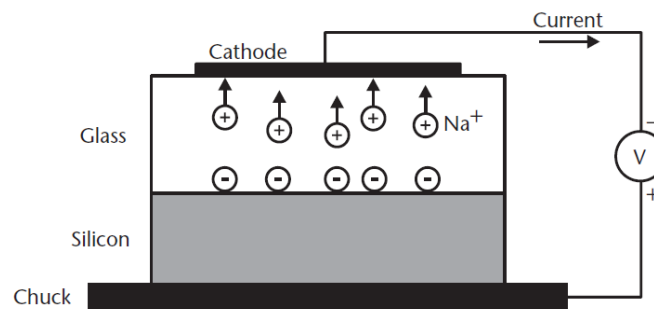 Current
Cathode
Glass
+ + + + + Na+
−
V
+
- - - - -
Silicon
Chuck